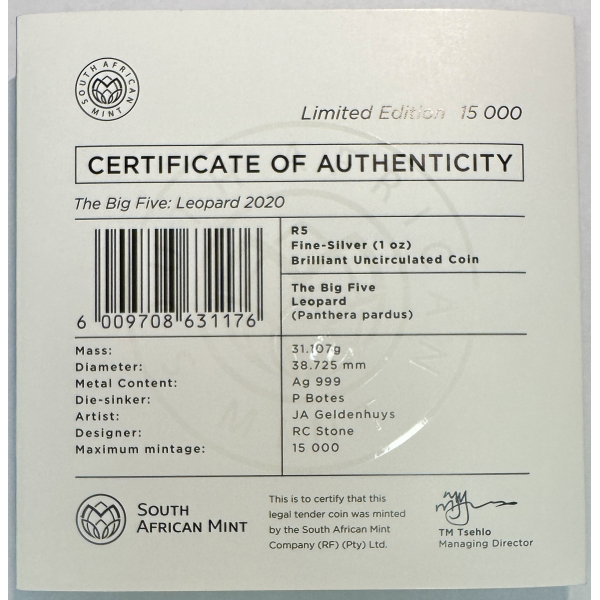 SOUTH AFRICAN MINT
Limited Edition 15 000
CERTIFICATE OF AUTHENTICITY
The Big Five: Leopard 2020
6 009708 631176
R5
Fine-Silver (1 oz)
Brilliant Uncirculated Coin
The Big Five
Leopard
(Panthera pardus)
Mass: 31.107g
Diameter: 38.725 mm
Metal Content: Ag 999
Die-sinker: P Botes
Artist: JA Geldenhuys
Designer: RC Stone
Maximum mintage: 15 000
SOUTH
AFRICAN MINT
This is to certify that this
legal tender coin was minted
by the South African Mint
Company (RF) (Pty) Ltd.
TM Tsehlo
Managing Director